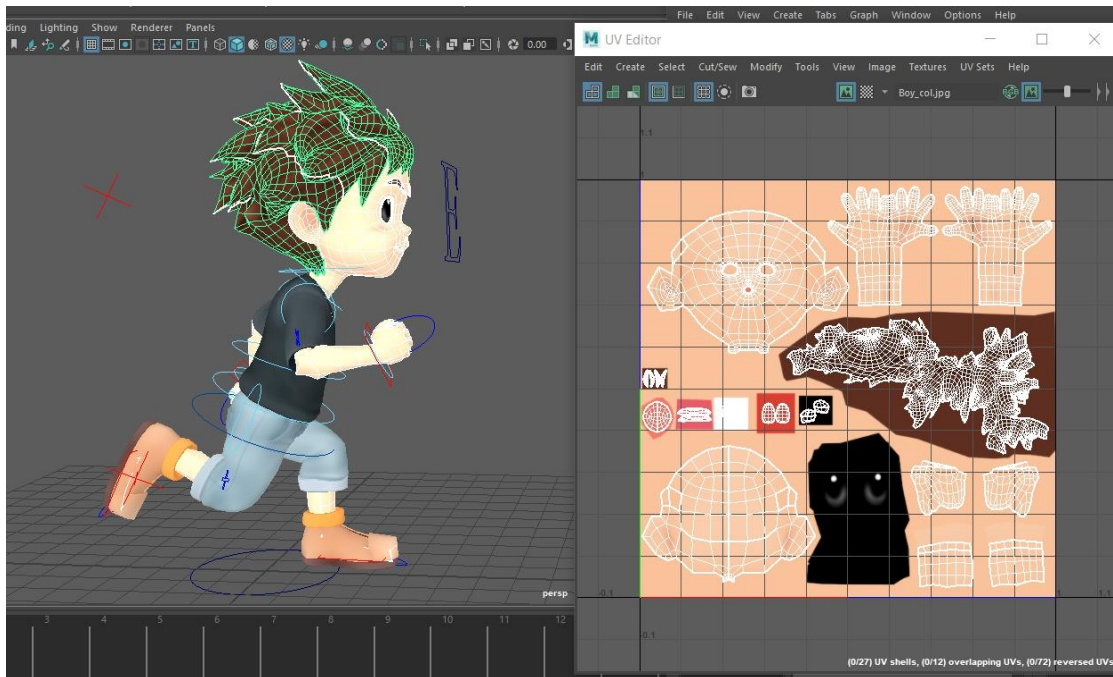 ding Lighting Show Renderer Panels
0.00
persp
3 4 5 6 7 8 9 10 11 12
File Edit View Create Tabs Graph Window Options Help
UV Editor
Edit Create Select Cut/Sew Modify Tools View Image Textures UV Sets Help
Boy_col.jpg
1.1
1
-0.1
1
1.1
-0.1
(0/27) UV shells, (0/12) overlapping UVs, (0/72) reversed UVs